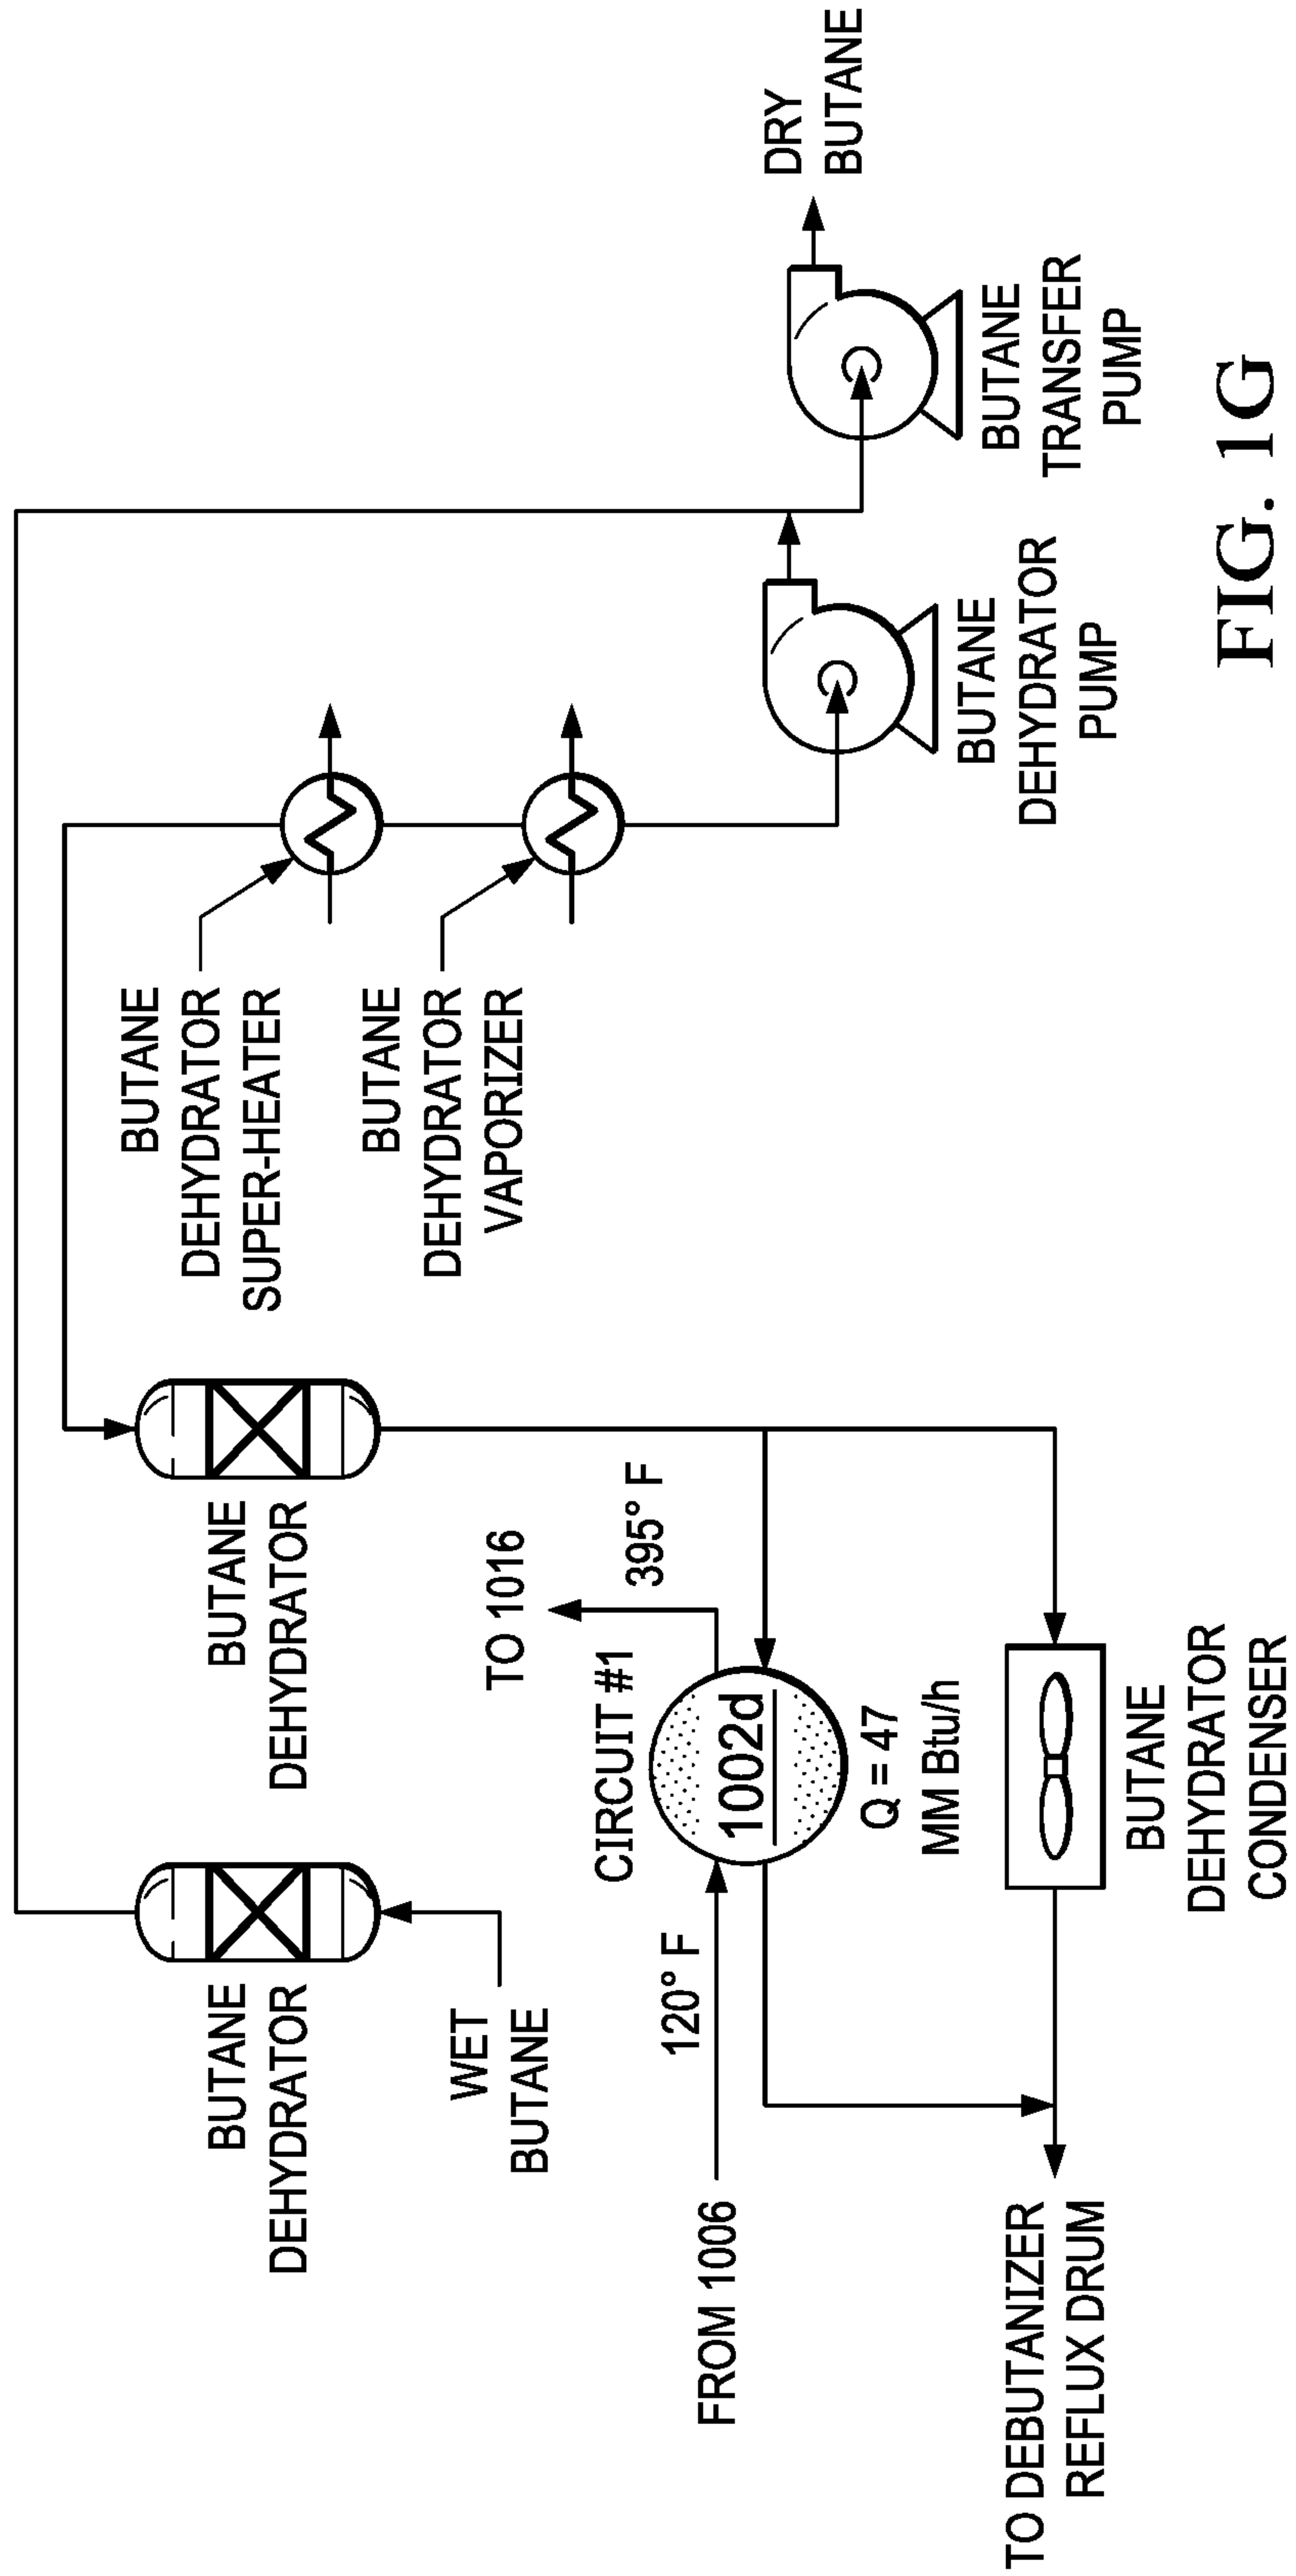 BUTANE
DEHYDRATOR
WET
BUTANE
BUTANE
DEHYDRATOR
BUTANE
DEHYDRATOR
SUPER-HEATER
BUTANE
DEHYDRATOR
VAPORIZER
TO 1016
CIRCUIT #1
395° F
120° F
FROM 1006
1002d
Q = 47
MM Btu/h
TO DEBUTANIZER
REFLUX DRUM
BUTANE
DEHYDRATOR
CONDENSER
BUTANE
DEHYDRATOR
PUMP
BUTANE
TRANSFER
PUMP
DRY
BUTANE
FIG. 1G